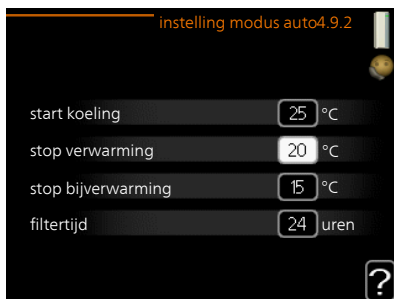 instelling modus auto4.9.2
start koeling 25 °C
stop verwarming 20 °C
stop bijverwarming 15 °C
filtertijd 24 uren
?